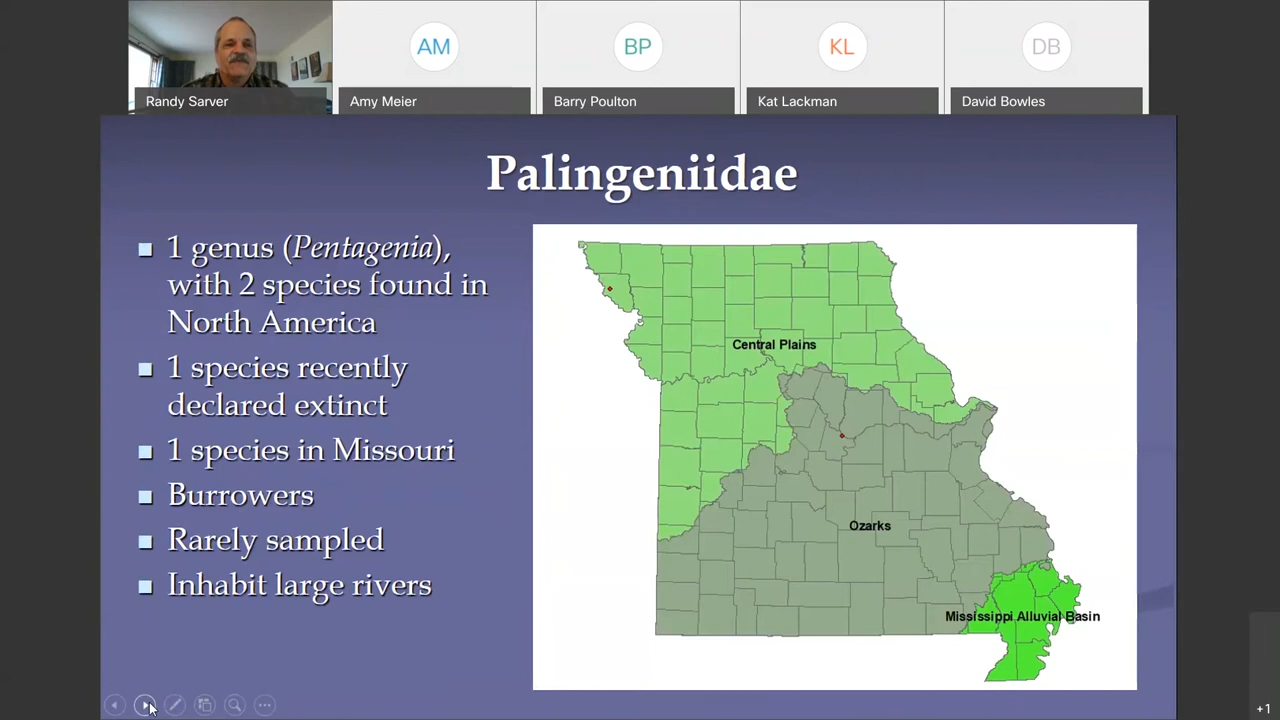 AM
BP
KL
DB
Randy Sarver
Amy Meier
Barry Poulton
Kat Lackman
David Bowles
Palingeniidae
1 genus (Pentagenia),
with 2 species found in
North America
1 species recently
declared extinct
1 species in Missouri
Burrowers
Rarely sampled
Inhabit large rivers
Central Plains
Ozarks
Mississippi Alluvial Basin
+1